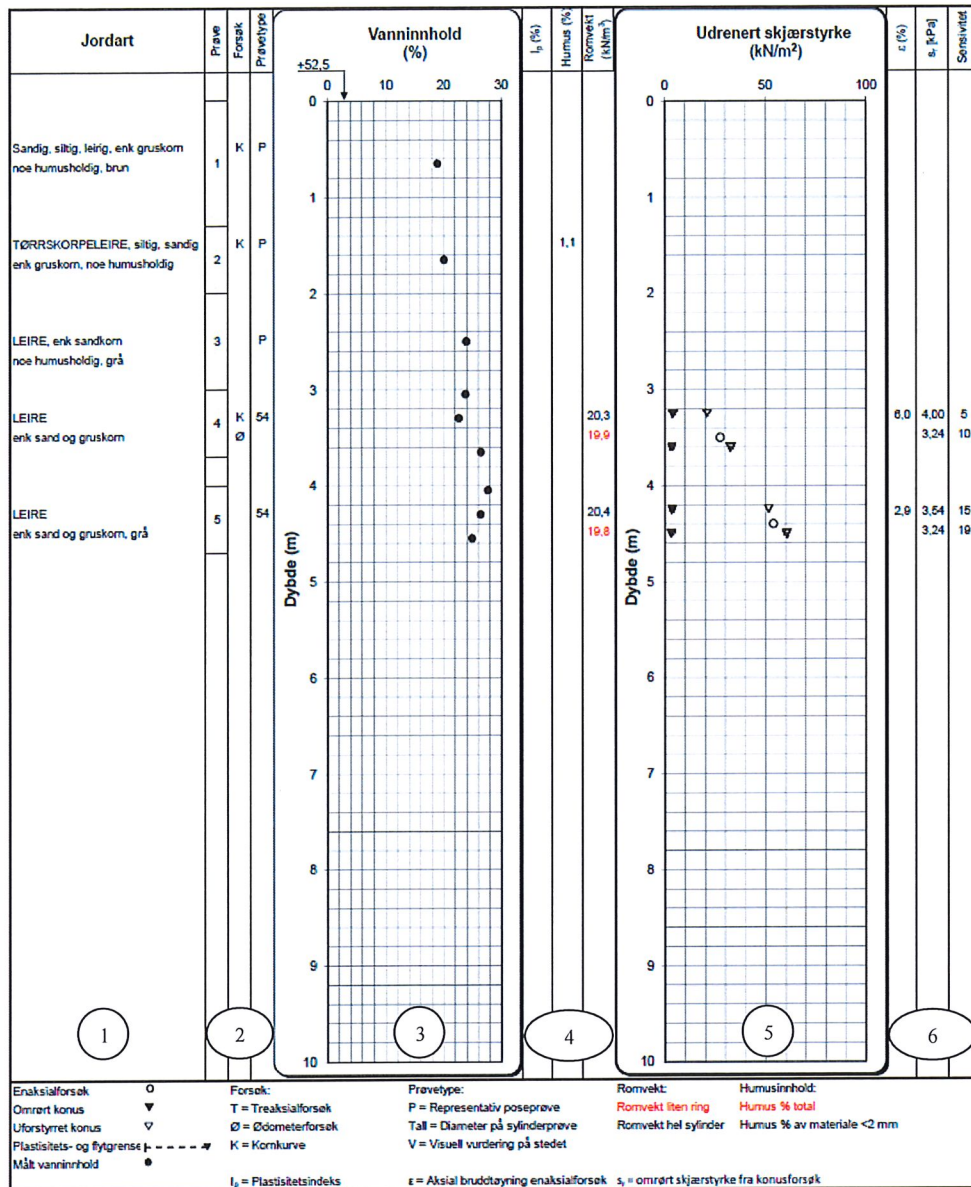 Jordart
Prøve
Forsøk
Prøvetype
Vanninnhold
(%)
Ip (%)
Humus (%)
Romvekt
(kN/m³)
Udrenert skjærstyrke
(kN/m²)
ε (%)
sr [kPa]
Sensivitet
+52,5
0 10 20 30
0 50 100
0
1
2
3
4
5
6
7
8
9
10
Dybde (m)
0
1
2
3
4
5
6
7
8
9
10
Dybde (m)
Sandig, siltig, leirig, enk gruskorn
noe humusholdig, brun
1 K P
TØRRSKORPELEIRE, siltig, sandig
enk gruskorn, noe humusholdig
2 K P 1,1
LEIRE, enk sandkorn
noe humusholdig, grå
3 P
LEIRE
enk sand og gruskorn
4 K 54 20,3 6,0 4,00 5
Ø 19,9 3,24 10
LEIRE
enk sand og gruskorn, grå
5 54 20,4 2,9 3,54 15
19,8 3,24 19
1 2 3 4 5 6
Enaksialforsøk
Omrørt konus
Uforstyrret konus
Plastisitets- og flytgrense
Målt vanninnhold
Forsøk:
T = Treaksialforsøk
Ø = Ødometerforsøk
K = Kornkurve
Ip = Plastisitetsindeks
Prøvetype:
P = Representativ poseprøve
Tall = Diameter på sylinderprøve
V = Visuell vurdering på stedet
ε = Aksial bruddtøyning enaksialforsøk
Romvekt:
Romvekt liten ring
Romvekt hel sylinder
Humusinnhold:
Humus % total
Humus % av materiale <2 mm
sr = omrørt skjærstyrke fra konusforsøk